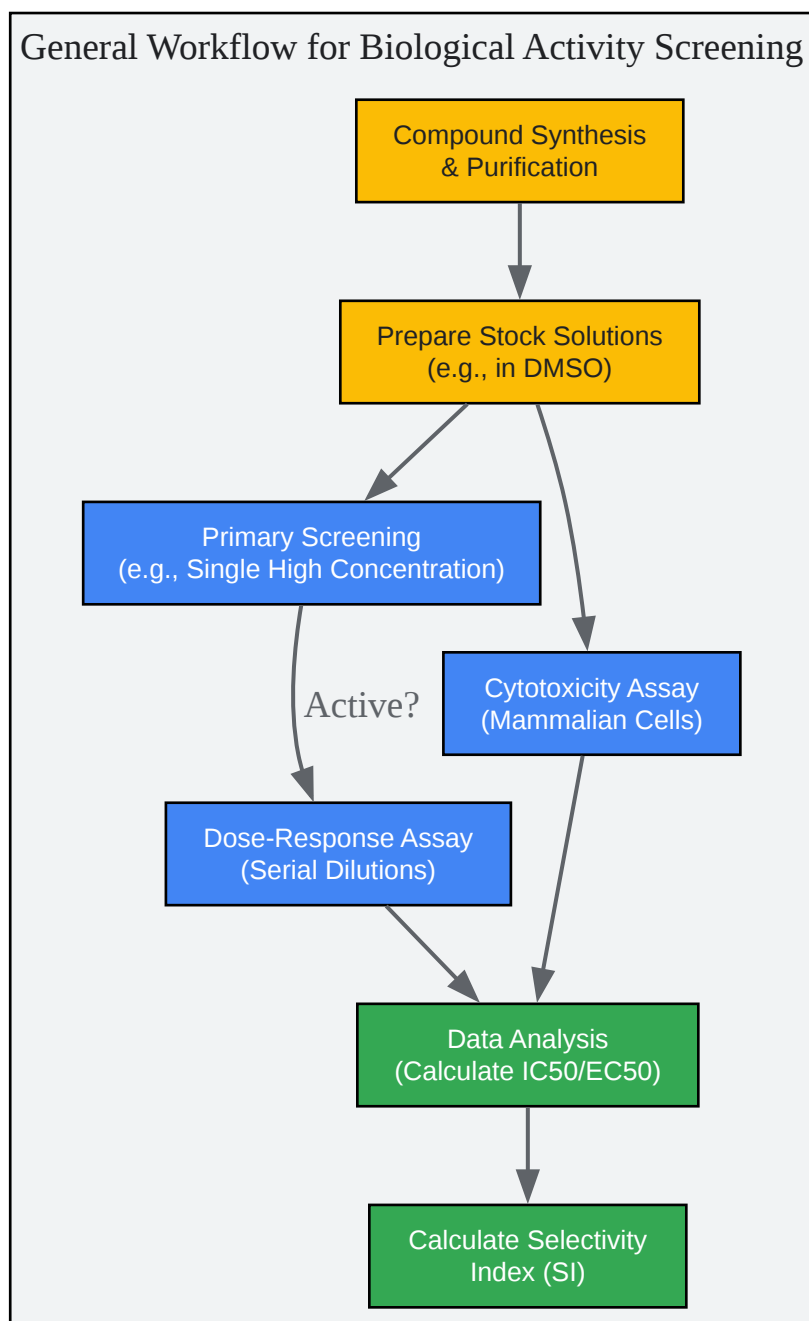 General Workflow for Biological Activity Screening
Compound Synthesis
& Purification
Prepare Stock Solutions
(e.g., in DMSO)
Primary Screening
(e.g., Single High Concentration)
Active?
Cytotoxicity Assay
(Mammalian Cells)
Dose-Response Assay
(Serial Dilutions)
Data Analysis
(Calculate IC50/EC50)
Calculate Selectivity
Index (SI)